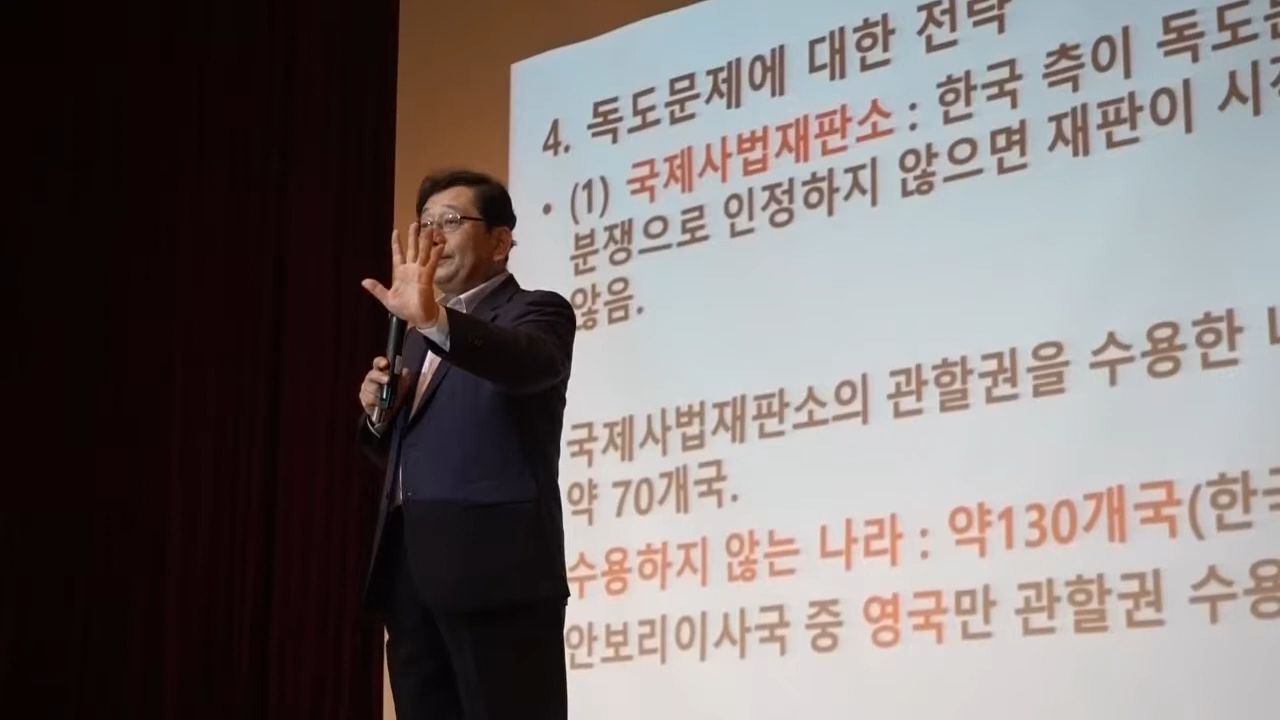 4. 독도문제에 대한 전략
• (1) 국제사법재판소 : 한국 측이 독도
분쟁으로 인정하지 않으면 재판이
않음.
국제사법재판소의 관할권을 수용한
약 70개국.
수용하지 않는 나라 : 약130개국(한국
안보리이사국 중 영국만 관할권 수용